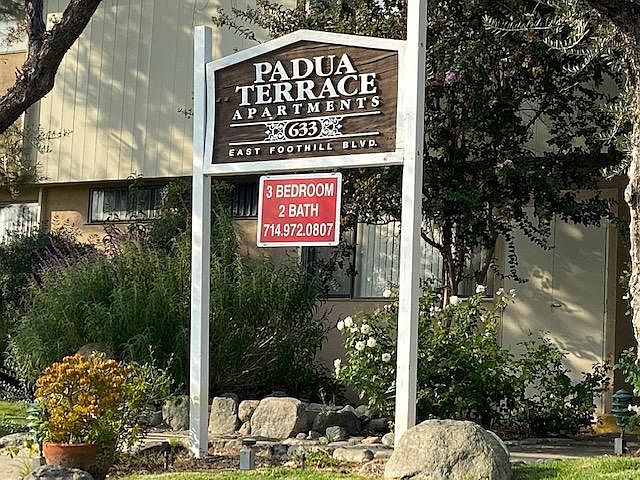 PADUA
TERRACE
APARTMENTS
633
EAST FOOTHILL BLVD.
3 BEDROOM
2 BATH
714.972.0807